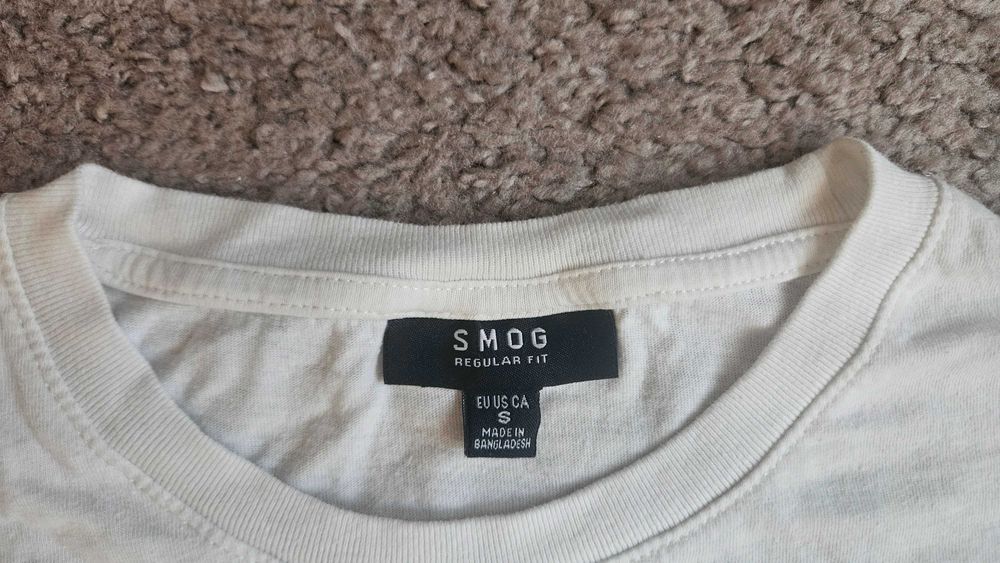 SMOG
REGULAR FIT
EU US CA
S
MADE IN
BANGLADESH